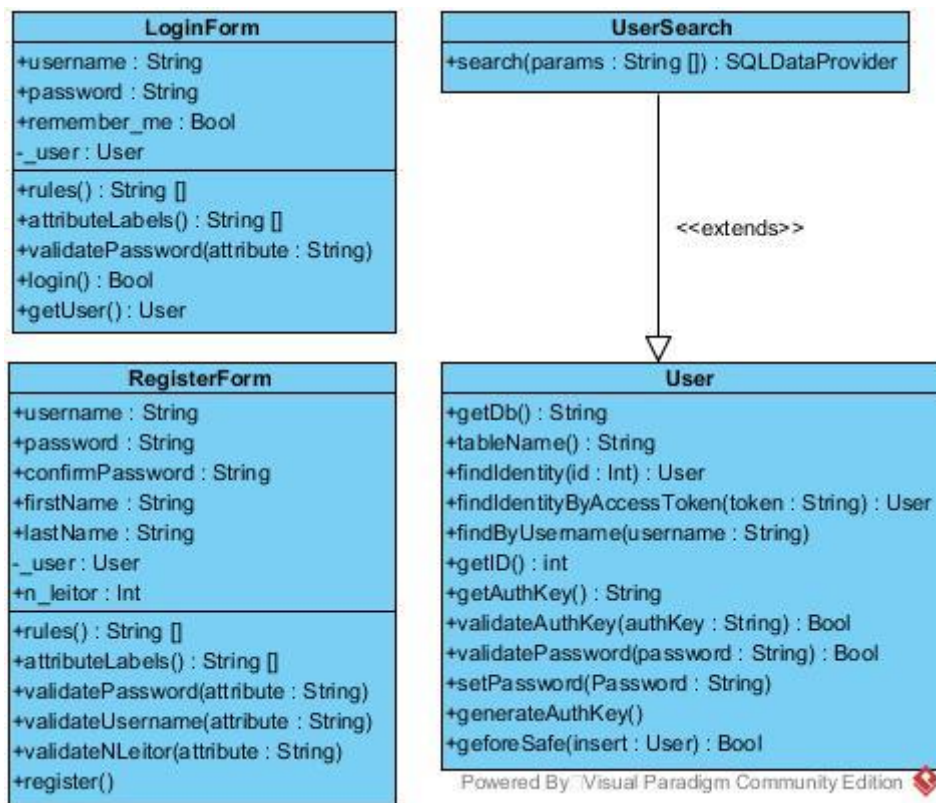 LoginForm
+username : String
+password : String
+remember_me : Bool
-_user : User
+rules() : String []
+attributeLabels() : String []
+validatePassword(attribute : String)
+login() : Bool
+getUser() : User
UserSearch
+search(params : String []) : SQLDataProvider
<<extends>>
RegisterForm
+username : String
+password : String
+confirmPassword : String
+firstName : String
+lastName : String
-_user : User
+n_leitor : Int
+rules() : String []
+attributeLabels() : String []
+validatePassword(attribute : String)
+validateUsername(attribute : String)
+validateNLeitor(attribute : String)
+register()
User
+getDb() : String
+tableName() : String
+findIdentity(id : Int) : User
+findIdentityByAccessToken(token : String) : User
+findByUsername(username : String)
+getID() : int
+getAuthKey() : String
+validateAuthKey(authKey : String) : Bool
+validatePassword(password : String) : Bool
+setPassword(Password : String)
+generateAuthKey()
+geforeSafe(insert : User) : Bool
Powered By Visual Paradigm Community Edition